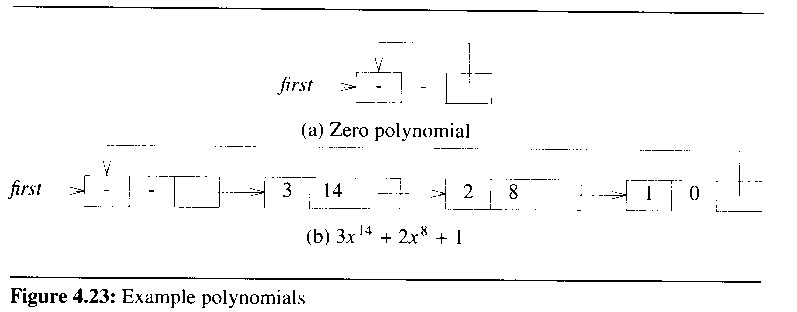 first - -
(a) Zero polynomial
first - - 3 14 2 8 1 0
(b) 3x¹⁴ + 2x⁸ + 1
Figure 4.23: Example polynomials